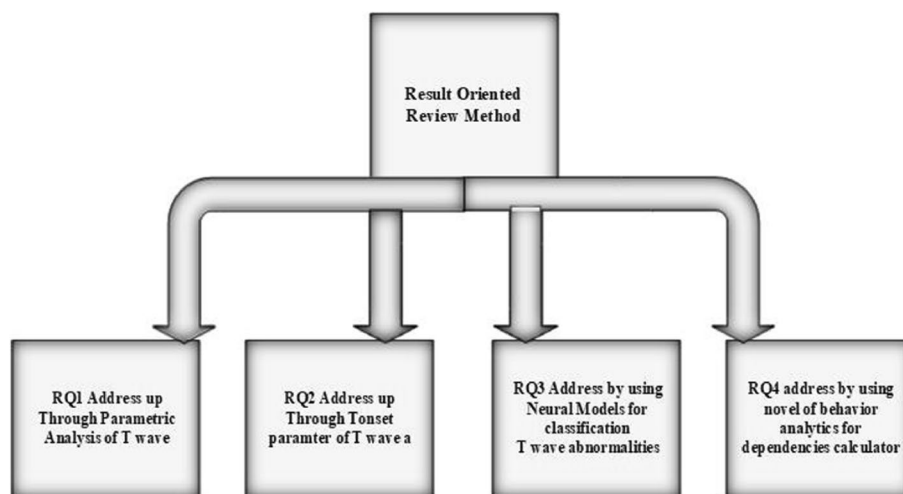 Result Oriented
Review Method
RQ1 Address up
Through Parametric
Analysis of T wave
RQ2 Address up
Through Tonset
paramter of T wave a
RQ3 Address by using
Neural Models for
classification
T wave abnormalities
RQ4 address by using
novel of behavior
analytics for
dependencies calculator